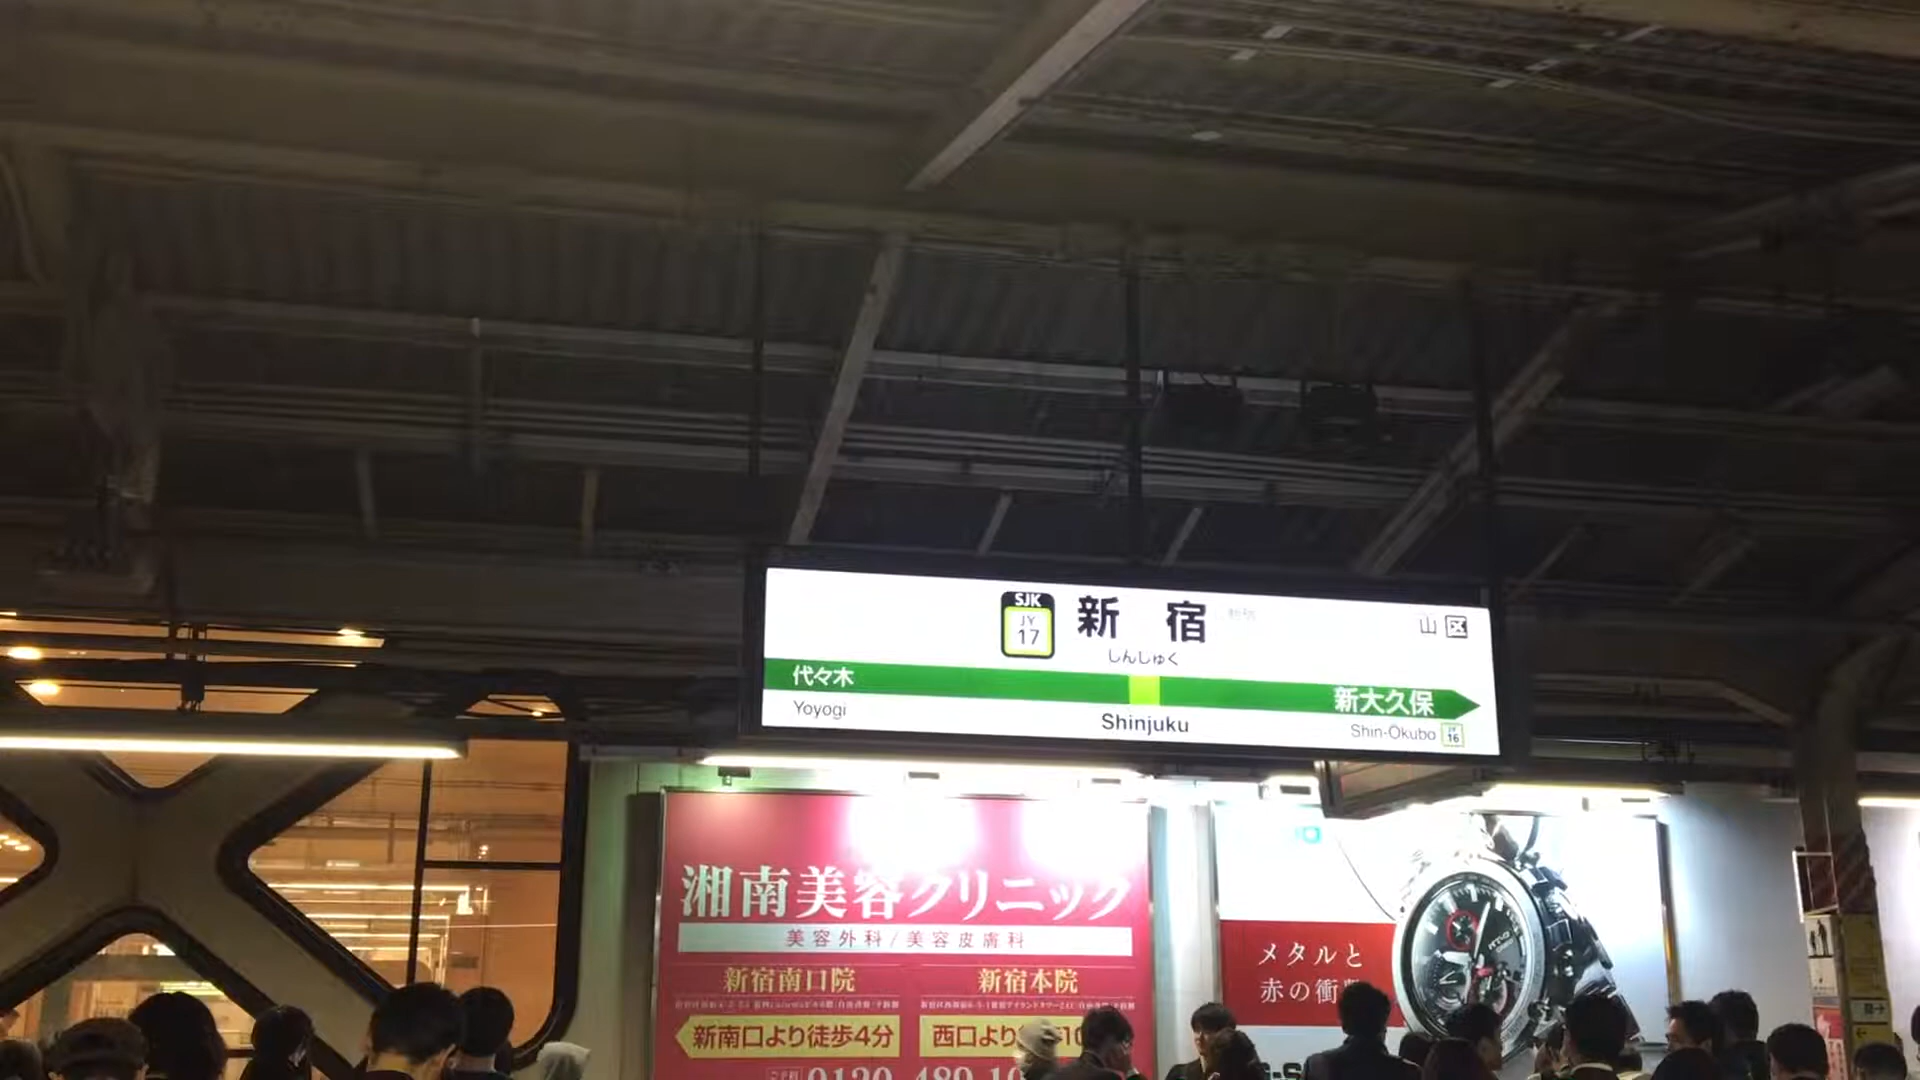 SJK
JY
17
新宿 新宿
しんじゅく
山 区
代々木
新大久保
Yoyogi
Shinjuku
Shin-Okubo JY 16
湘南美容クリニック
美容外科/美容皮膚科
新宿南口院
新宿本院
新南口より徒歩4分
西口より
メタルと
赤の衝